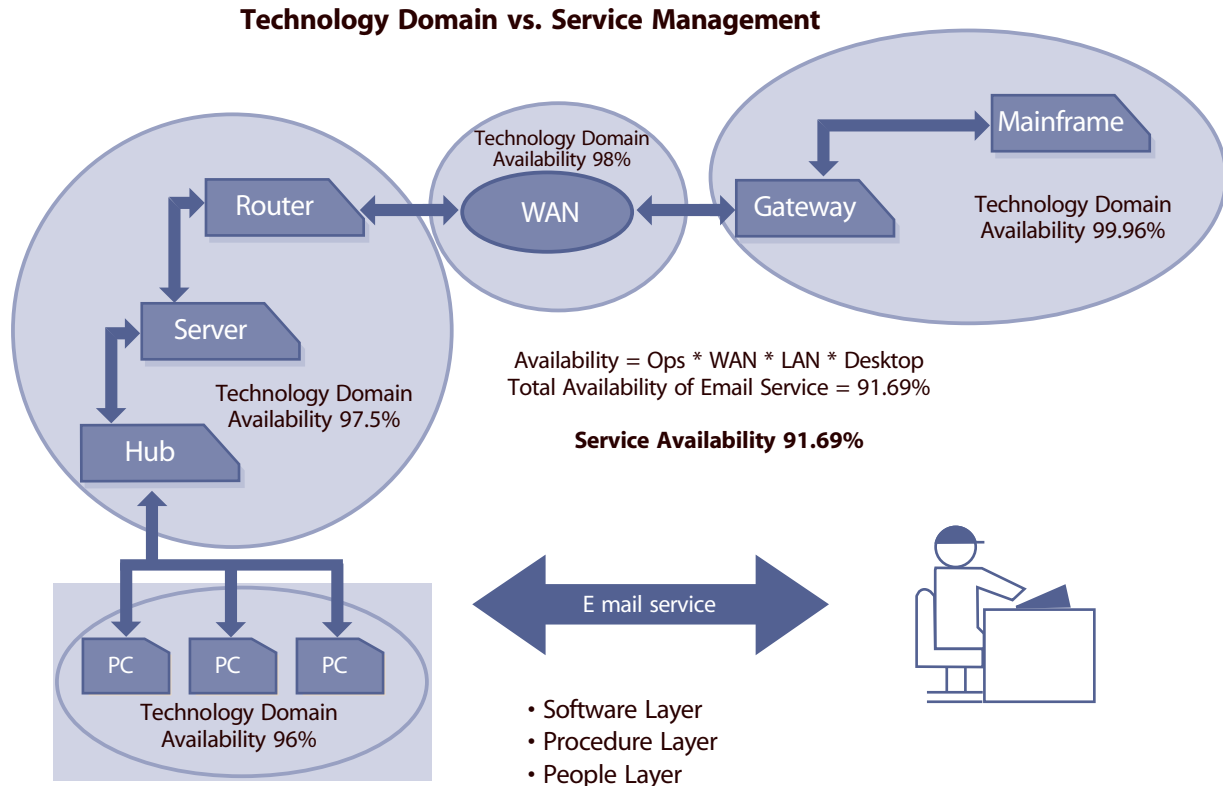 Technology Domain vs. Service Management
Mainframe
Technology Domain
Availability 98%
Router
WAN
Gateway
Technology Domain
Availability 99.96%
Server
Availability = Ops * WAN * LAN * Desktop
Total Availability of Email Service = 91.69%
Technology Domain
Availability 97.5%
Service Availability 91.69%
Hub
E mail service
PC
PC
PC
Technology Domain
Availability 96%
• Software Layer
• Procedure Layer
• People Layer